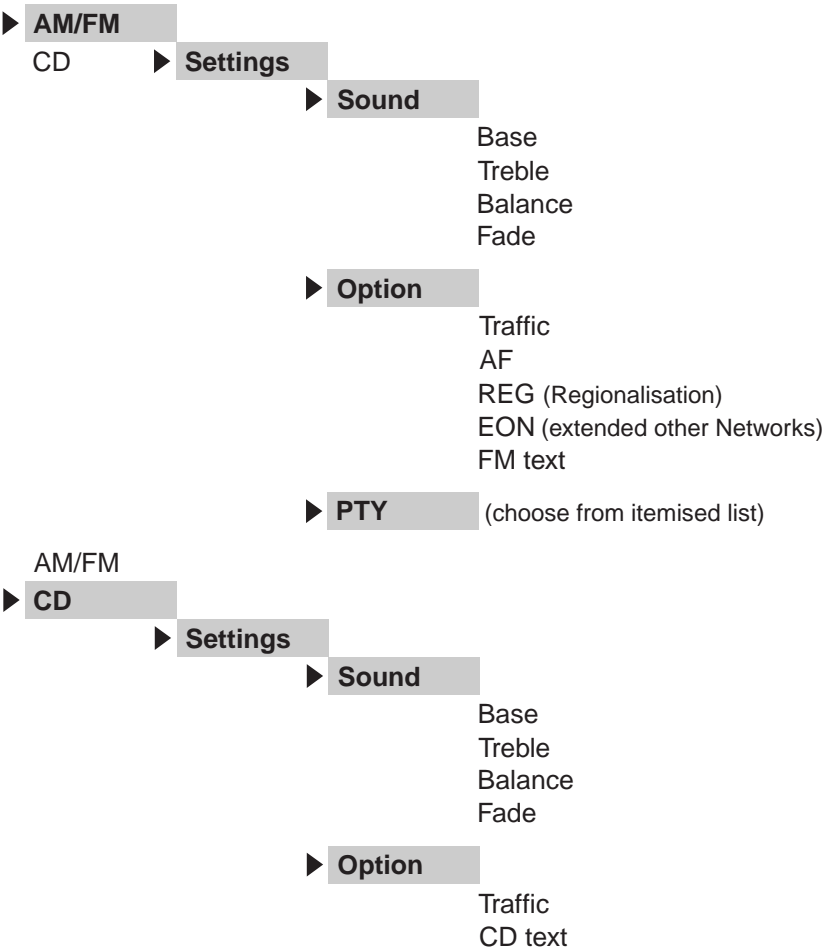 AM/FM
CD Settings
Sound
Base
Treble
Balance
Fade
Option
Traffic
AF
REG (Regionalisation)
EON (extended other Networks)
FM text
PTY (choose from itemised list)
AM/FM
CD
Settings
Sound
Base
Treble
Balance
Fade
Option
Traffic
CD text